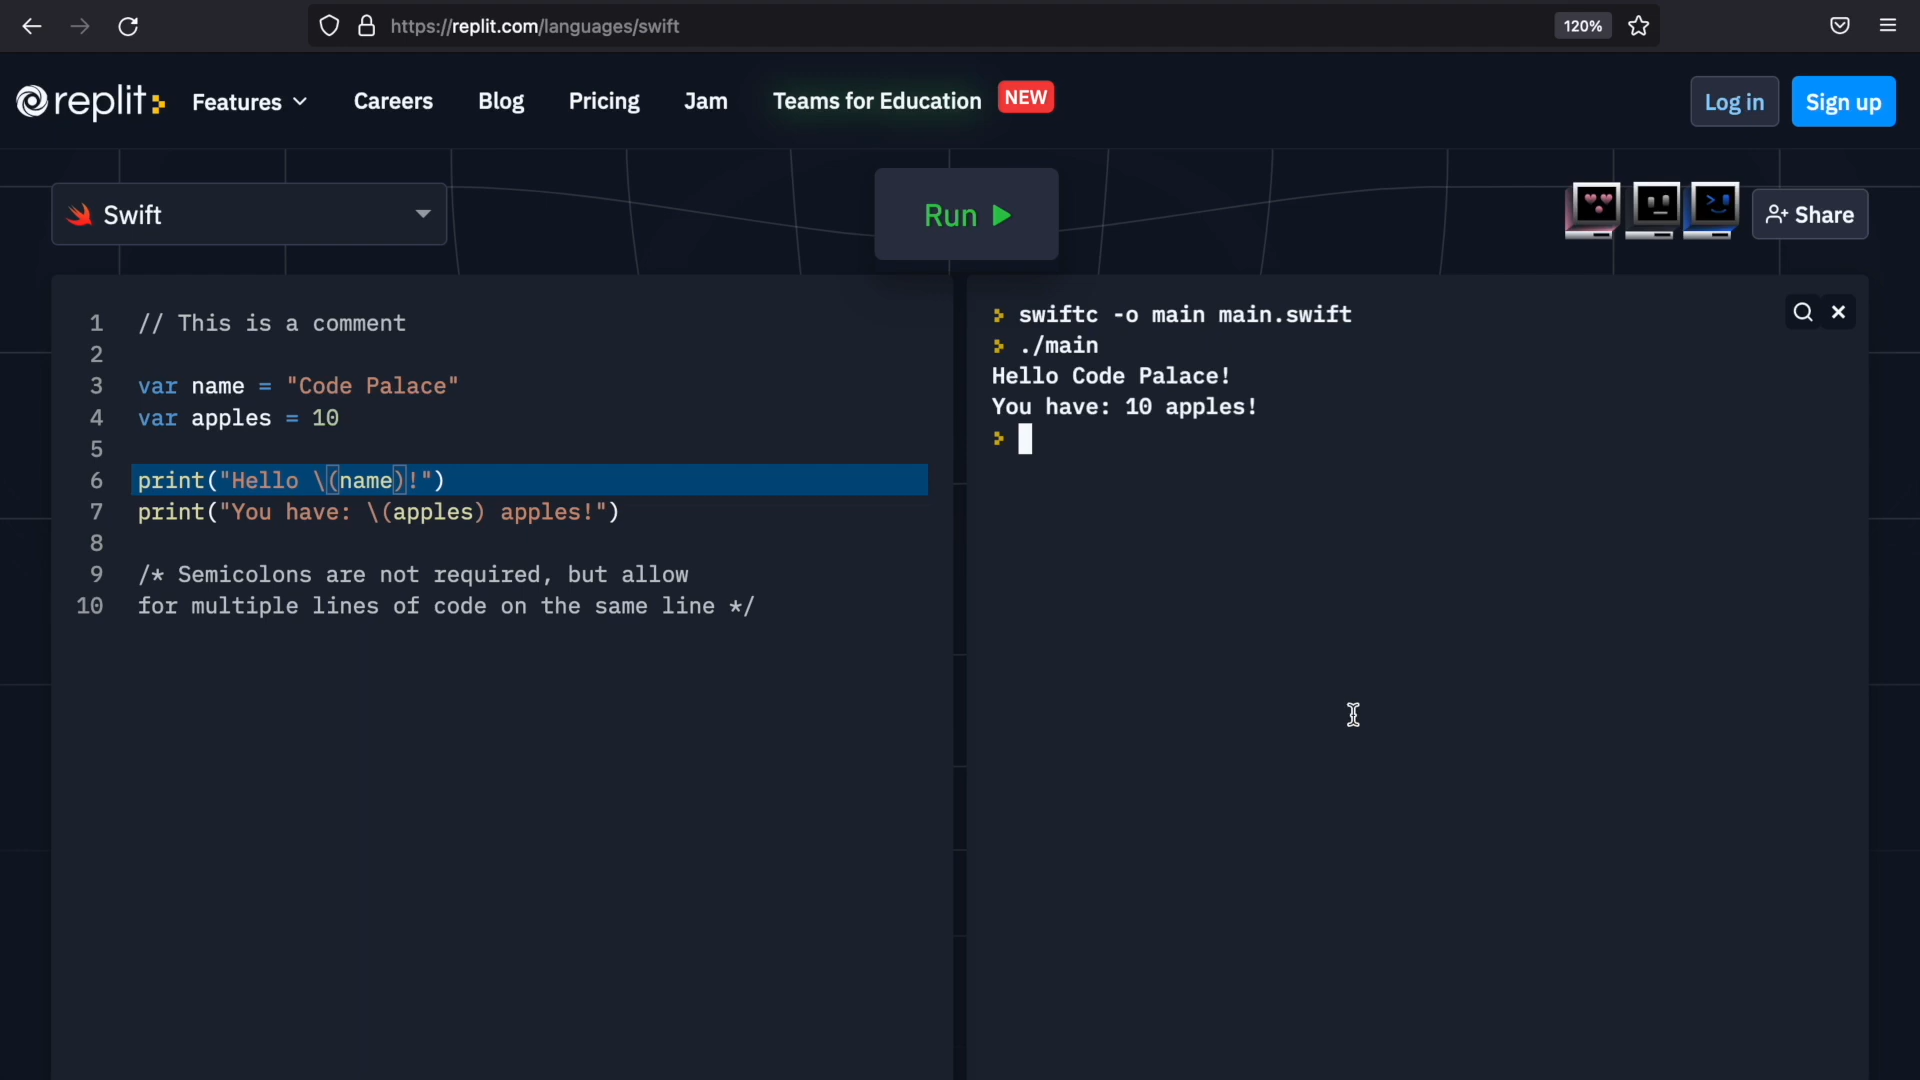 https://replit.com/languages/swift
120%
replit
Features
Careers
Blog
Pricing
Jam
Teams for Education
NEW
Log in
Sign up
Swift
Run
Share
1 // This is a comment
2
3 var name = "Code Palace"
4 var apples = 10
5
6 print("Hello \(name)!")
7 print("You have: \(apples) apples!")
8
9 /* Semicolons are not required, but allow
10 for multiple lines of code on the same line */
swiftc -o main main.swift
./main
Hello Code Palace!
You have: 10 apples!